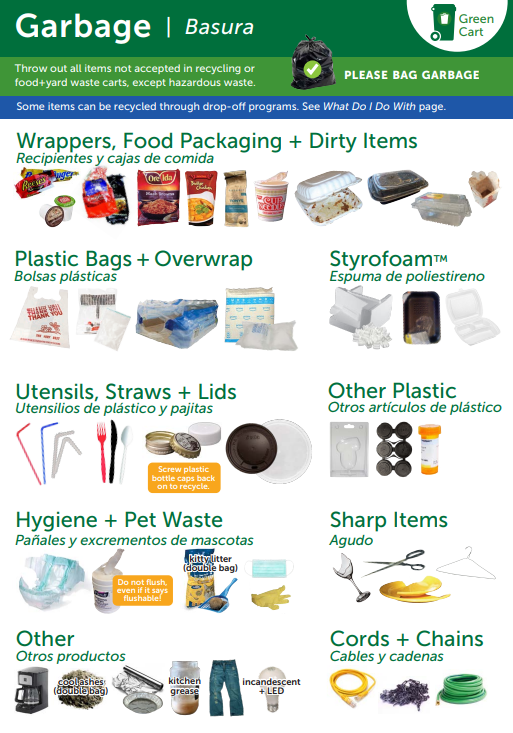 Garbage | Basura
Green
Cart
Throw out all items not accepted in recycling or
food+yard waste carts, except hazardous waste.
PLEASE BAG GARBAGE
Some items can be recycled through drop-off programs. See What Do I Do With page.
Wrappers, Food Packaging + Dirty Items
Recipientes y cajas de comida
Ore-Ida
Plastic Bags + Overwrap
Bolsas plásticas
THANK YOU
THANK YOU
Styrofoam™
Espuma de poliestireno
Utensils, Straws + Lids
Utensilios de plástico y pajitas
Screw plastic
bottle caps back
on to recycle.
Other Plastic
Otros artículos de plástico
Hygiene + Pet Waste
Pañales y excrementos de mascotas
Do not flush,
even if it says
flushable!
kitty litter
(double bag)
Sharp Items
Agudo
Other
Otros productos
cool ashes
(double bag)
kitchen
grease
incandescent
+ LED
Cords + Chains
Cables y cadenas